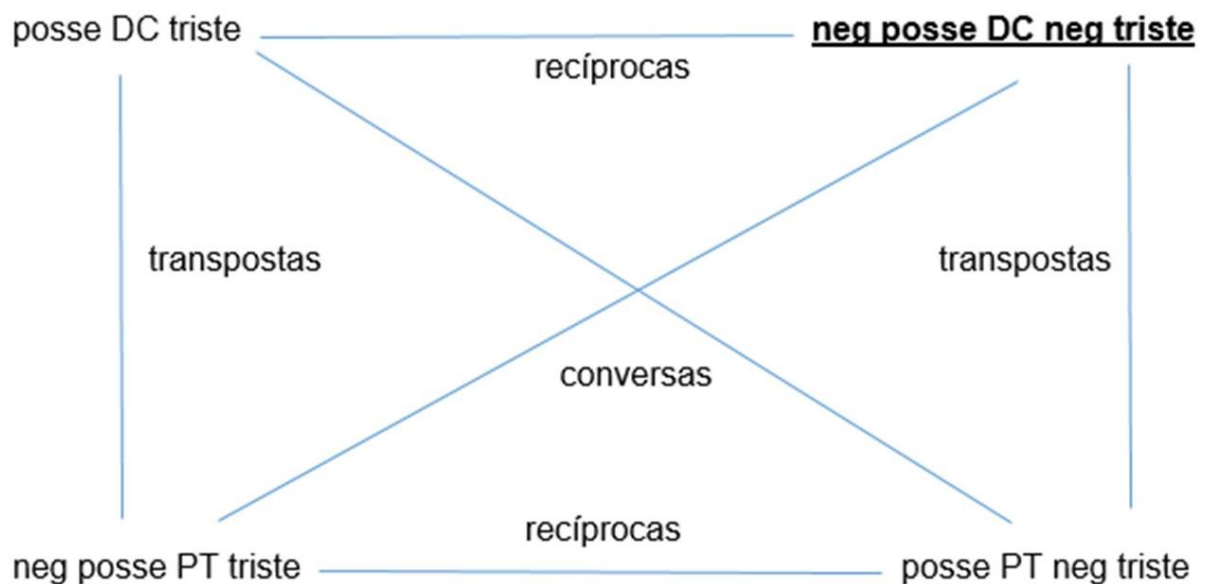 posse DC triste
neg posse DC neg triste
recíprocas
transpostas
transpostas
conversas
recíprocas
neg posse PT triste
posse PT neg triste